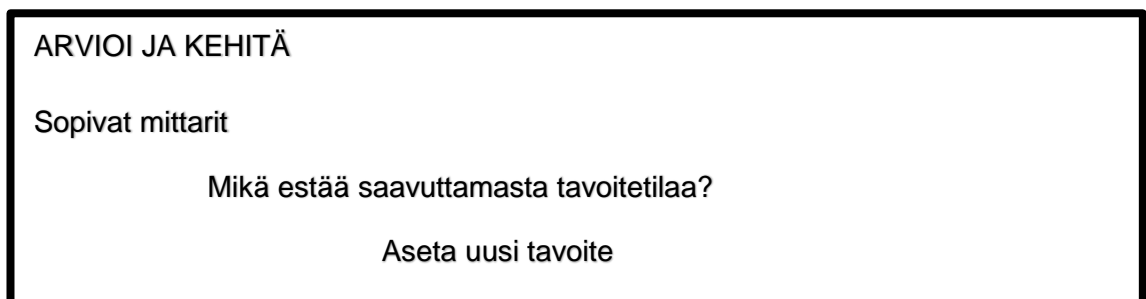 ARVIOI JA KEHITÄ
Sopivat mittarit
Mikä estää saavuttamasta tavoitetilaa?
Aseta uusi tavoite